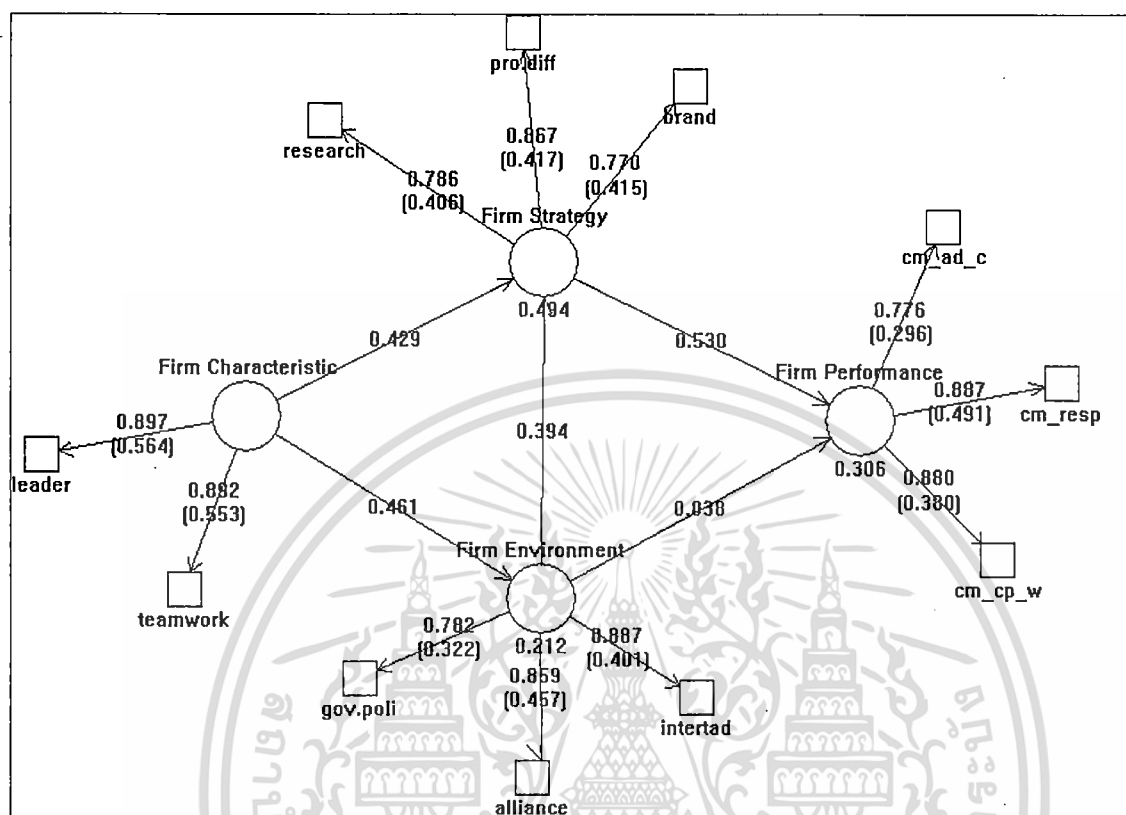 pro.diff
brand
research
0.867
(0.417)
0.770
(0.415)
0.786
(0.406)
Firm Strategy
cm_ad_c
0.494
0.776
(0.296)
0.429
0.530
Firm Characteristic
Firm Performance
0.897
(0.564)
leader
0.887
(0.491)
cm_resp
0.394
0.306
0.882
(0.553)
0.461
0.038
0.880
(0.380)
Firm Environment
cm_cp_w
teamwork
0.782
(0.322)
0.212
0.887
(0.401)
0.859
(0.457)
gov.poli
intertad
alliance